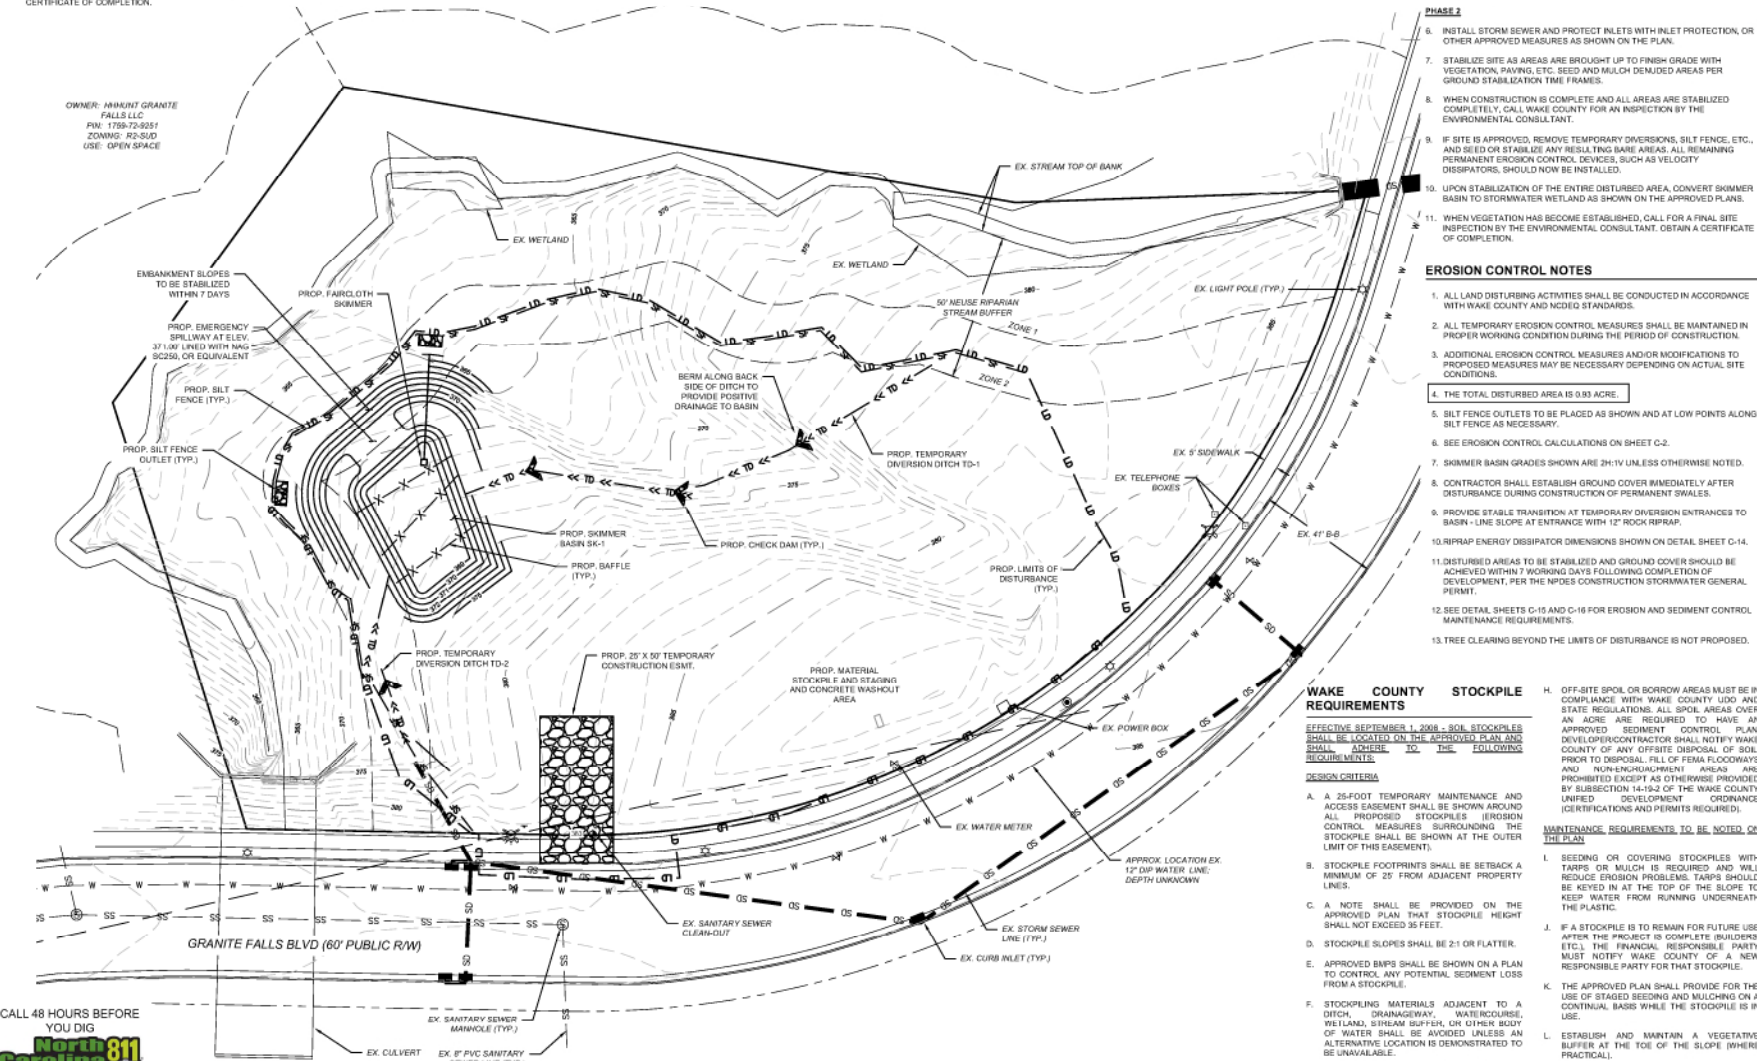 CERTIFICATE OF COMPLETION.
OWNER: HHHUNT GRANITE
FALLS LLC
PIN: 1759-72-9251
ZONING: R2-SUD
USE: OPEN SPACE
EX. STREAM TOP OF BANK
EX. WETLAND
EX. WETLAND
EMBANKMENT SLOPES
TO BE STABILIZED
WITHIN 7 DAYS
PROP. FAIRCLOTH
SKIMMER
PROP. EMERGENCY
SPILLWAY AT ELEV.
371.00' LINED WITH NAG
SC250, OR EQUIVALENT
PROP. SILT
FENCE (TYP.)
PROP. SILT FENCE
OUTLET (TYP.)
50' NEUSE RIPARIAN
STREAM BUFFER
ZONE 1
ZONE 2
EX. LIGHT POLE (TYP.)
BERM ALONG BACK
SIDE OF DITCH TO
PROVIDE POSITIVE
DRAINAGE TO BASIN
PROP. TEMPORARY
DIVERSION DITCH TD-1
EX. 5' SIDEWALK
EX. TELEPHONE
BOXES
EX. 41' B-B
PROP. SKIMMER
BASIN SK-1
PROP. CHECK DAM (TYP.)
PROP. BAFFLE
(TYP.)
PROP. LIMITS OF
DISTURBANCE
(TYP.)
PROP. TEMPORARY
DIVERSION DITCH TD-2
PROP. 25' X 50' TEMPORARY
CONSTRUCTION ESMT.
PROP. MATERIAL
STOCKPILE AND STAGING
AND CONCRETE WASHOUT
AREA
EX. POWER BOX
EX. WATER METER
APPROX. LOCATION EX.
12" DIP WATER LINE;
DEPTH UNKNOWN
EX. SANITARY SEWER
CLEAN-OUT
EX. STORM SEWER
LINE (TYP.)
EX. CURB INLET (TYP.)
GRANITE FALLS BLVD (60' PUBLIC R/W)
EX. SANITARY SEWER
MANHOLE (TYP.)
EX. CULVERT
EX. 8" PVC SANITARY
CALL 48 HOURS BEFORE
YOU DIG
North
Carolina 811
PHASE 2
6. INSTALL STORM SEWER AND PROTECT INLETS WITH INLET PROTECTION, OR
OTHER APPROVED MEASURES AS SHOWN ON THE PLAN.
7. STABILIZE SITE AS AREAS ARE BROUGHT UP TO FINISH GRADE WITH
VEGETATION, PAVING, ETC. SEED AND MULCH DENUDED AREAS PER
GROUND STABILIZATION TIME FRAMES.
8. WHEN CONSTRUCTION IS COMPLETE AND ALL AREAS ARE STABILIZED
COMPLETELY, CALL WAKE COUNTY FOR AN INSPECTION BY THE
ENVIRONMENTAL CONSULTANT.
9. IF SITE IS APPROVED, REMOVE TEMPORARY DIVERSIONS, SILT FENCE, ETC.,
AND SEED OR STABILIZE ANY RESULTING BARE AREAS. ALL REMAINING
PERMANENT EROSION CONTROL DEVICES, SUCH AS VELOCITY
DISSIPATORS, SHOULD NOW BE INSTALLED.
10. UPON STABILIZATION OF THE ENTIRE DISTURBED AREA, CONVERT SKIMMER
BASIN TO STORMWATER WETLAND AS SHOWN ON THE APPROVED PLANS.
11. WHEN VEGETATION HAS BECOME ESTABLISHED, CALL FOR A FINAL SITE
INSPECTION BY THE ENVIRONMENTAL CONSULTANT. OBTAIN A CERTIFICATE
OF COMPLETION.
EROSION CONTROL NOTES
1. ALL LAND DISTURBING ACTIVITIES SHALL BE CONDUCTED IN ACCORDANCE
WITH WAKE COUNTY AND NCDEQ STANDARDS.
2. ALL TEMPORARY EROSION CONTROL MEASURES SHALL BE MAINTAINED IN
PROPER WORKING CONDITION DURING THE PERIOD OF CONSTRUCTION.
3. ADDITIONAL EROSION CONTROL MEASURES AND/OR MODIFICATIONS TO
PROPOSED MEASURES MAY BE NECESSARY DEPENDING ON ACTUAL SITE
CONDITIONS.
4. THE TOTAL DISTURBED AREA IS 0.93 ACRE.
5. SILT FENCE OUTLETS TO BE PLACED AS SHOWN AND AT LOW POINTS ALONG
SILT FENCE AS NECESSARY.
6. SEE EROSION CONTROL CALCULATIONS ON SHEET C-2.
7. SKIMMER BASIN GRADES SHOWN ARE 2H:1V UNLESS OTHERWISE NOTED.
8. CONTRACTOR SHALL ESTABLISH GROUND COVER IMMEDIATELY AFTER
DISTURBANCE DURING CONSTRUCTION OF PERMANENT SWALES.
9. PROVIDE STABLE TRANSITION AT TEMPORARY DIVERSION ENTRANCES TO
BASIN - LINE SLOPE AT ENTRANCE WITH 12" ROCK RIPRAP.
10. RIPRAP ENERGY DISSIPATOR DIMENSIONS SHOWN ON DETAIL SHEET C-14.
11. DISTURBED AREAS TO BE STABILIZED AND GROUND COVER SHOULD BE
ACHIEVED WITHIN 7 WORKING DAYS FOLLOWING COMPLETION OF
DEVELOPMENT, PER THE NPDES CONSTRUCTION STORMWATER GENERAL
PERMIT.
12. SEE DETAIL SHEETS C-15 AND C-16 FOR EROSION AND SEDIMENT CONTROL
MAINTENANCE REQUIREMENTS.
13. TREE CLEARING BEYOND THE LIMITS OF DISTURBANCE IS NOT PROPOSED.
WAKE COUNTY STOCKPILE
REQUIREMENTS
EFFECTIVE SEPTEMBER 1, 2006 - SOIL STOCKPILES
SHALL BE LOCATED ON THE APPROVED PLAN AND
SHALL ADHERE TO THE FOLLOWING
REQUIREMENTS:
DESIGN CRITERIA
A. A 25-FOOT TEMPORARY MAINTENANCE AND
ACCESS EASEMENT SHALL BE SHOWN AROUND
ALL PROPOSED STOCKPILES (EROSION
CONTROL MEASURES SURROUNDING THE
STOCKPILE SHALL BE SHOWN AT THE OUTER
LIMIT OF THIS EASEMENT).
B. STOCKPILE FOOTPRINTS SHALL BE SETBACK A
MINIMUM OF 25' FROM ADJACENT PROPERTY
LINES.
C. A NOTE SHALL BE PROVIDED ON THE
APPROVED PLAN THAT STOCKPILE HEIGHT
SHALL NOT EXCEED 35 FEET.
D. STOCKPILE SLOPES SHALL BE 2:1 OR FLATTER.
E. APPROVED BMPS SHALL BE SHOWN ON A PLAN
TO CONTROL ANY POTENTIAL SEDIMENT LOSS
FROM A STOCKPILE.
F. STOCKPILING MATERIALS ADJACENT TO A
DITCH, DRAINAGEWAY, WATERCOURSE,
WETLAND, STREAM BUFFER, OR OTHER BODY
OF WATER SHALL BE AVOIDED UNLESS AN
ALTERNATIVE LOCATION IS DEMONSTRATED TO
BE UNAVAILABLE.
H. OFF-SITE SPOIL OR BORROW AREAS MUST BE IN
COMPLIANCE WITH WAKE COUNTY UDO AND
STATE REGULATIONS. ALL SPOIL AREAS OVER
AN ACRE ARE REQUIRED TO HAVE AN
APPROVED SEDIMENT CONTROL PLAN.
DEVELOPER/CONTRACTOR SHALL NOTIFY WAKE
COUNTY OF ANY OFFSITE DISPOSAL OF SOIL,
PRIOR TO DISPOSAL. FILL OF FEMA FLOODWAYS
AND NON-ENCROACHMENT AREAS ARE
PROHIBITED EXCEPT AS OTHERWISE PROVIDED
BY SUBSECTION 14-19-2 OF THE WAKE COUNTY
UNIFIED DEVELOPMENT ORDINANCE
(CERTIFICATIONS AND PERMITS REQUIRED).
MAINTENANCE REQUIREMENTS TO BE NOTED ON
THE PLAN
I. SEEDING OR COVERING STOCKPILES WITH
TARPS OR MULCH IS REQUIRED AND WILL
REDUCE EROSION PROBLEMS. TARPS SHOULD
BE KEYED IN AT THE TOP OF THE SLOPE TO
KEEP WATER FROM RUNNING UNDERNEATH
THE PLASTIC.
J. IF A STOCKPILE IS TO REMAIN FOR FUTURE USE
AFTER THE PROJECT IS COMPLETE (BUILDERS,
ETC.), THE FINANCIAL RESPONSIBLE PARTY
MUST NOTIFY WAKE COUNTY OF A NEW
RESPONSIBLE PARTY FOR THAT STOCKPILE.
K. THE APPROVED PLAN SHALL PROVIDE FOR THE
USE OF STAGED SEEDING AND MULCHING ON A
CONTINUAL BASIS WHILE THE STOCKPILE IS IN
USE.
L. ESTABLISH AND MAINTAIN A VEGETATIVE
BUFFER AT THE TOE OF THE SLOPE (WHERE
PRACTICAL).